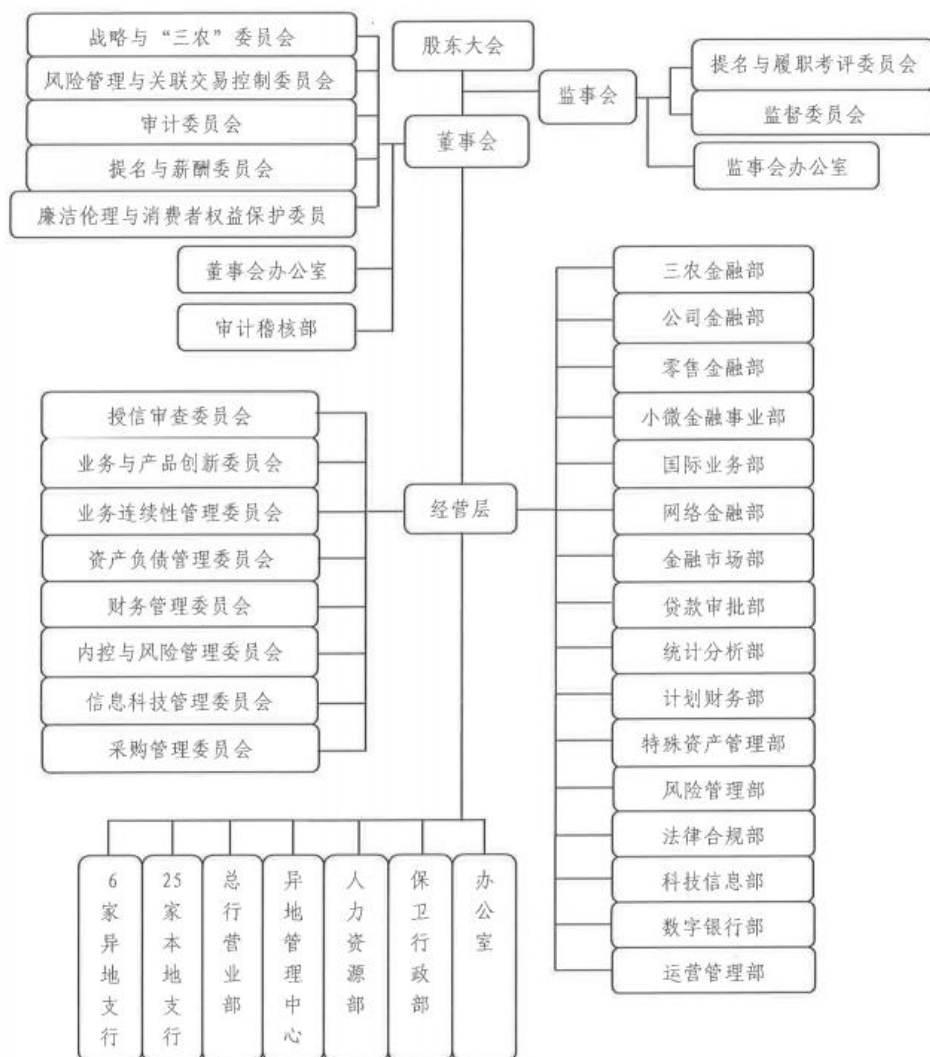 股东大会
战略与“三农”委员会
风险管理与关联交易控制委员会
审计委员会
提名与薪酬委员会
廉洁伦理与消费者权益保护委员
董事会
董事会办公室
审计稽核部
监事会
提名与履职考评委员会
监督委员会
监事会办公室
经营层
授信审查委员会
业务与产品创新委员会
业务连续性管理委员会
资产负债管理委员会
财务管理委员会
内控与风险管理委员会
信息科技管理委员会
采购管理委员会
三农金融部
公司金融部
零售金融部
小微金融事业部
国际业务部
网络金融部
金融市场部
贷款审批部
统计分析部
计划财务部
特殊资产管理部
风险管理部
法律合规部
科技信息部
数字银行部
运营管理部
6家异地支行
25家本地支行
总行营业部
异地管理中心
人力资源部
保卫行政部
办公室